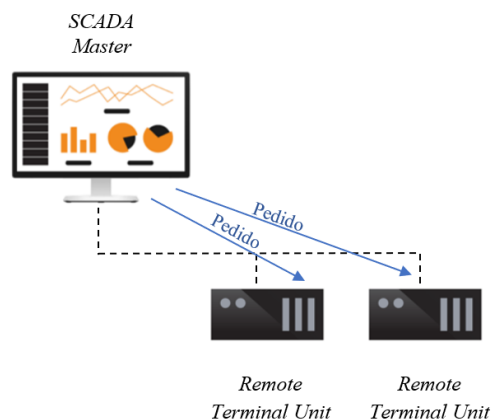 SCADA
Master
Pedido
Pedido
Remote
Terminal Unit
Remote
Terminal Unit